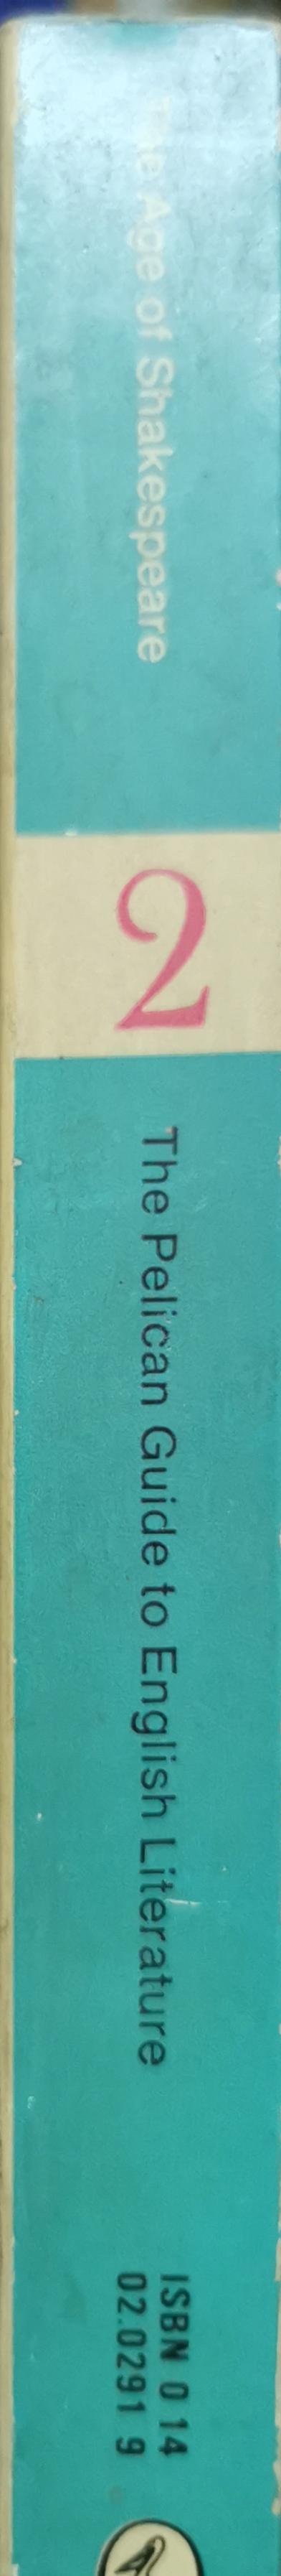 The Age of Shakespeare
2
The Pelican Guide to English Literature
ISBN 0 14
02.0291 9